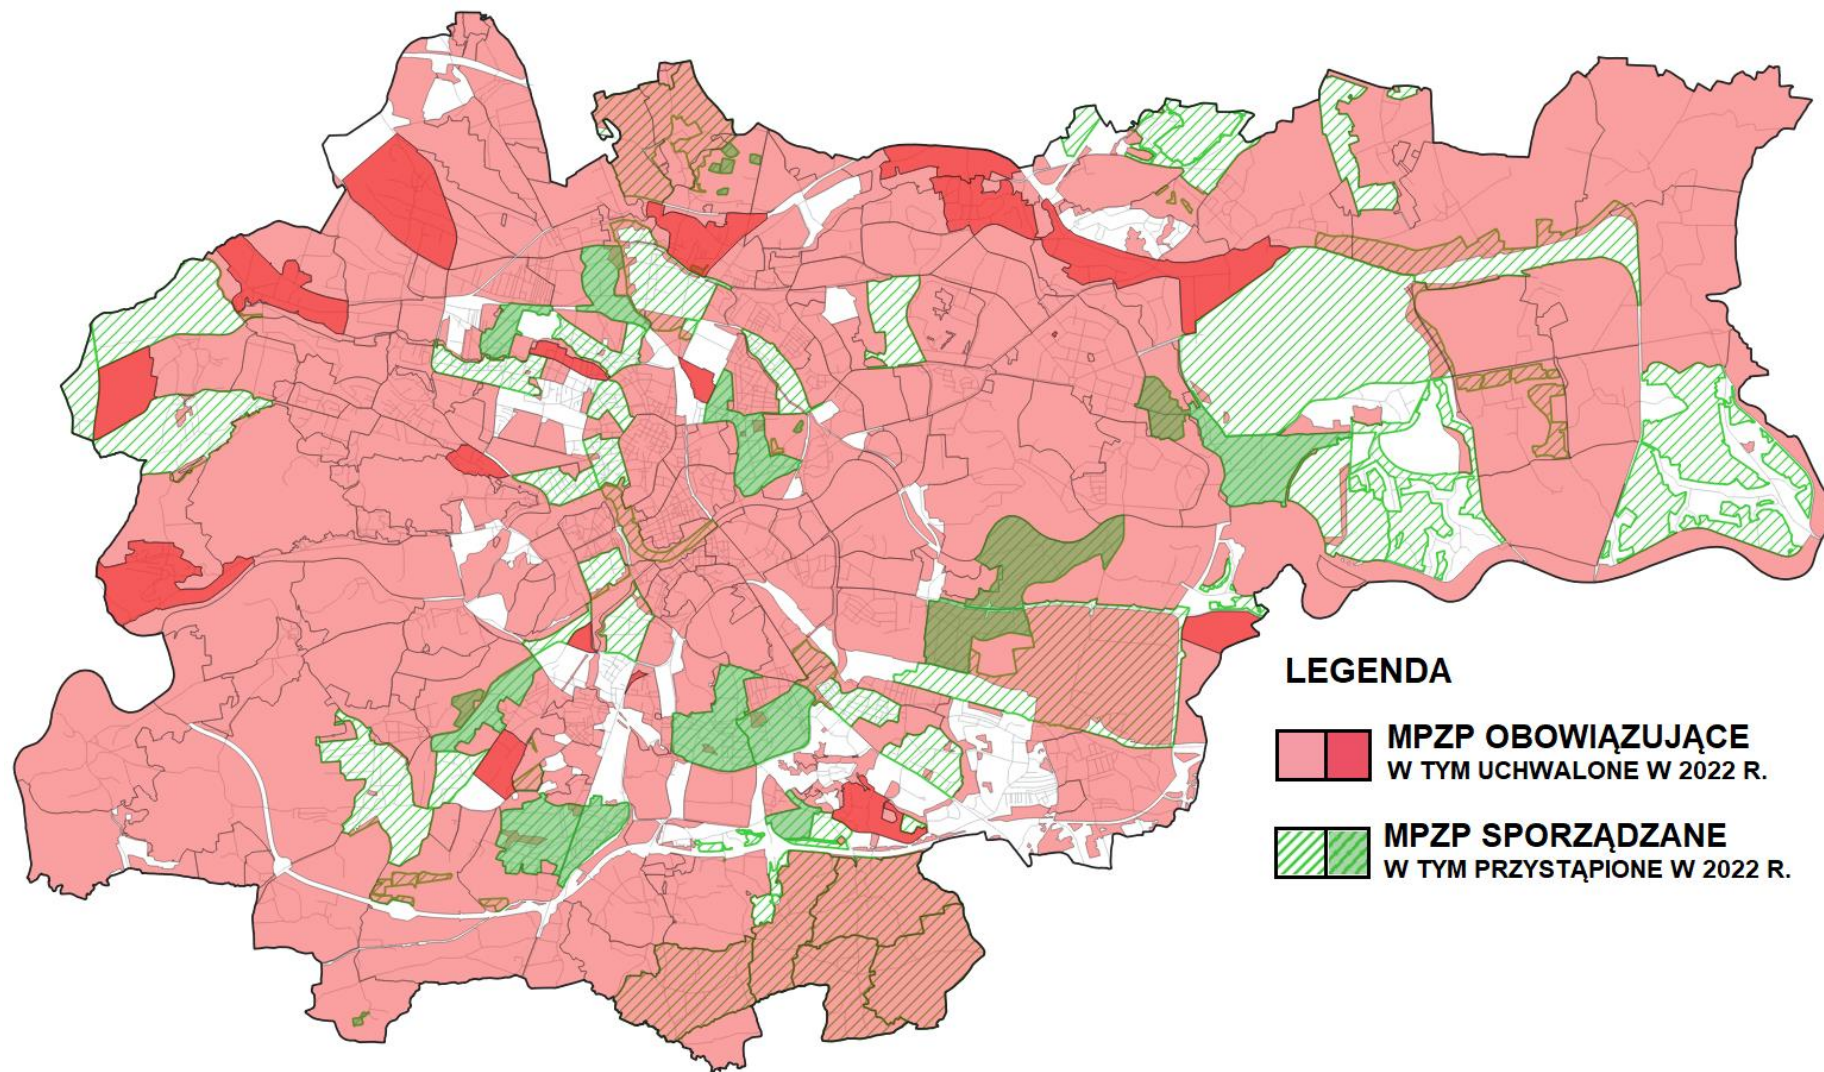 LEGENDA
MPZP OBOWIĄZUJĄCE
W TYM UCHWALONE W 2022 R.
MPZP SPORZĄDZANE
W TYM PRZYSTĄPIONE W 2022 R.